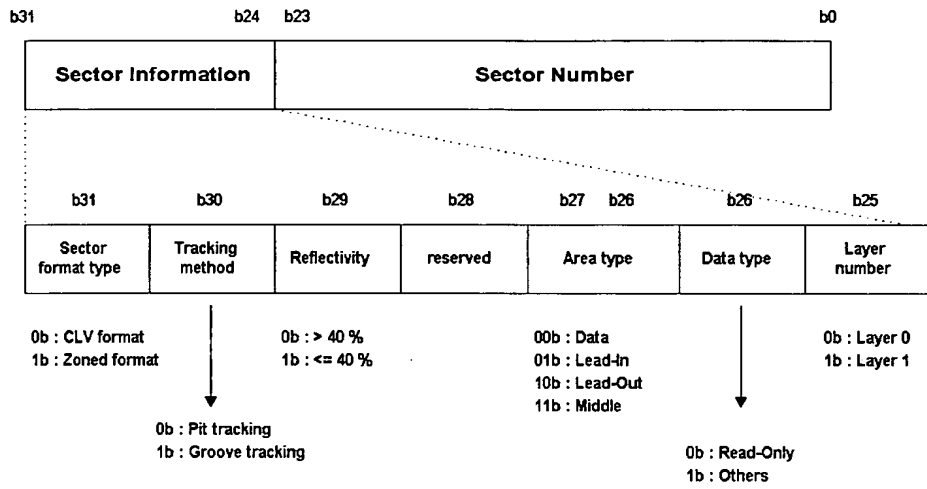 b31 b24 b23 b0
Sector Information Sector Number
b31 b30 b29 b28 b27 b26 b26 b25
Sector format type
Tracking method
Reflectivity
reserved
Area type
Data type
Layer number
0b : CLV format
1b : Zoned format
0b : > 40 %
1b : <= 40 %
00b : Data
01b : Lead-In
10b : Lead-Out
11b : Middle
0b : Layer 0
1b : Layer 1
0b : Pit tracking
1b : Groove tracking
0b : Read-Only
1b : Others